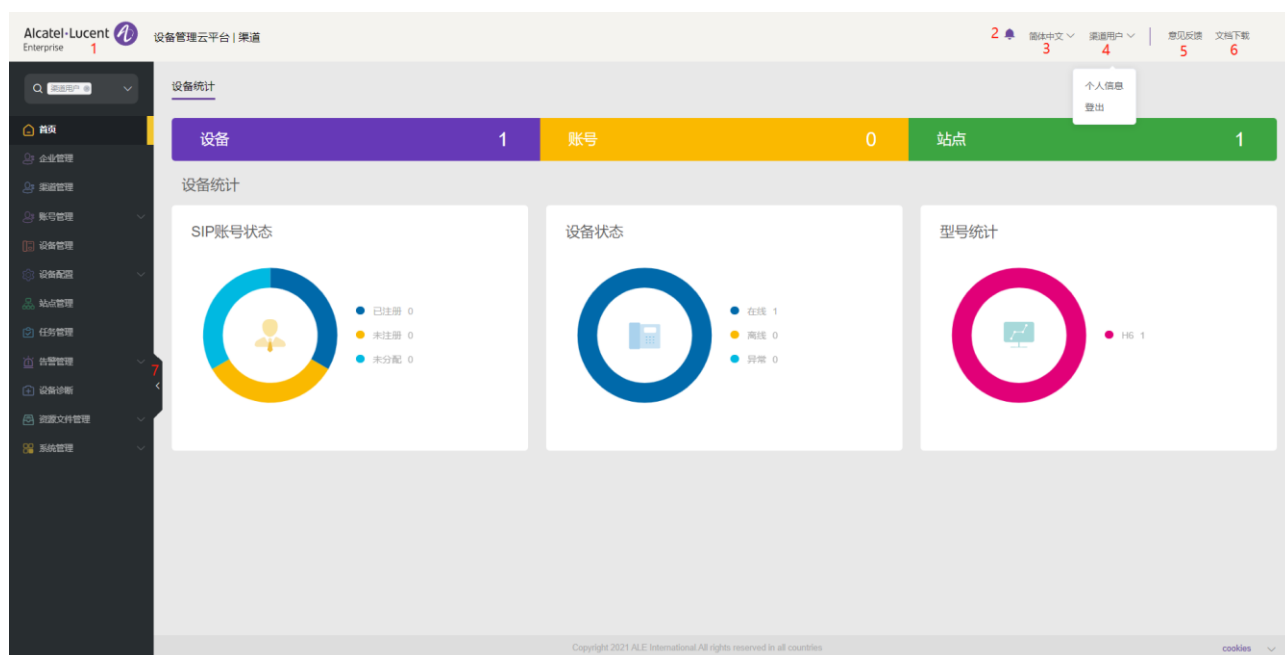 Alcatel·Lucent
Enterprise
1
设备管理云平台 | 渠道
2
简体中文
3
渠道用户
4
意见反馈
5
文档下载
6
个人信息
登出
渠道用户
设备统计
首页
企业管理
渠道管理
账号管理
设备管理
设备配置
站点管理
任务管理
告警管理
7
设备诊断
资源文件管理
系统管理
设备 1
账号 0
站点 1
设备统计
SIP账号状态
已注册 0
未注册 0
未分配 0
设备状态
在线 1
离线 0
异常 0
型号统计
H6 1
Copyright 2021 ALE International.All rights reserved in all countries
cookies